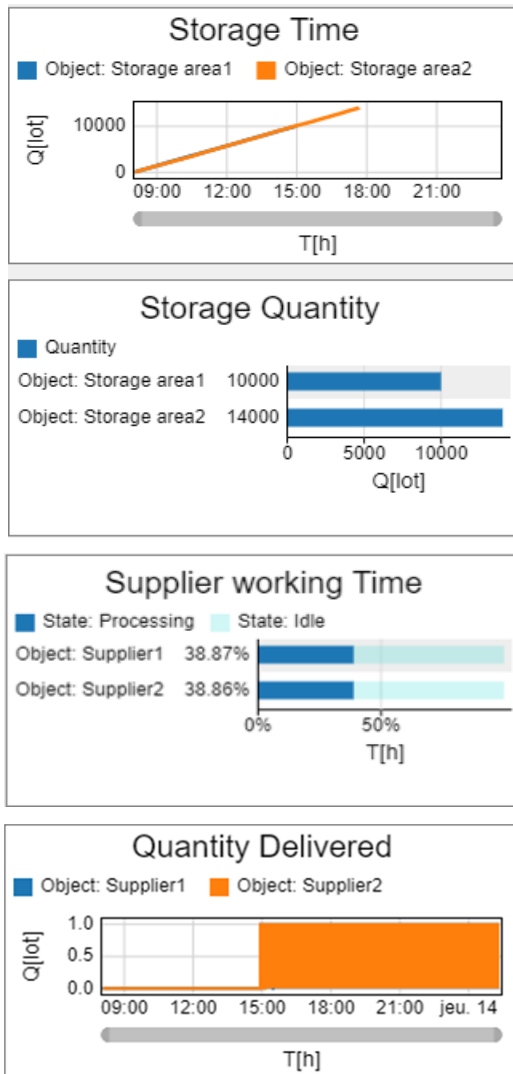 Storage Time
Object: Storage area1 Object: Storage area2
Q[lot]
10000
0
09:00 12:00 15:00 18:00 21:00
T[h]
Storage Quantity
Quantity
Object: Storage area1 10000
Object: Storage area2 14000
0 5000 10000
Q[lot]
Supplier working Time
State: Processing State: Idle
Object: Supplier1 38.87%
Object: Supplier2 38.86%
0% 50%
T[h]
Quantity Delivered
Object: Supplier1 Object: Supplier2
Q[lot]
1.0
0.5
0.0
09:00 12:00 15:00 18:00 21:00 jeu. 14
T[h]